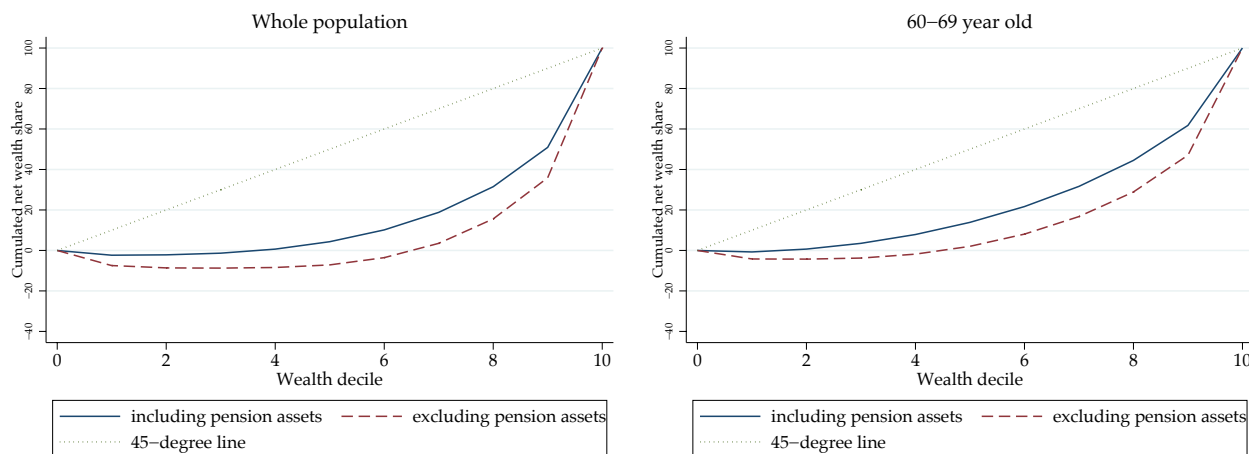 Whole population
Cumulated net wealth share
100
80
60
40
20
0
−20
−40
0 2 4 6 8 10
Wealth decile
including pension assets excluding pension assets
45−degree line
60−69 year old
Cumulated net wealth share
100
80
60
40
20
0
−20
−40
0 2 4 6 8 10
Wealth decile
including pension assets excluding pension assets
45−degree line